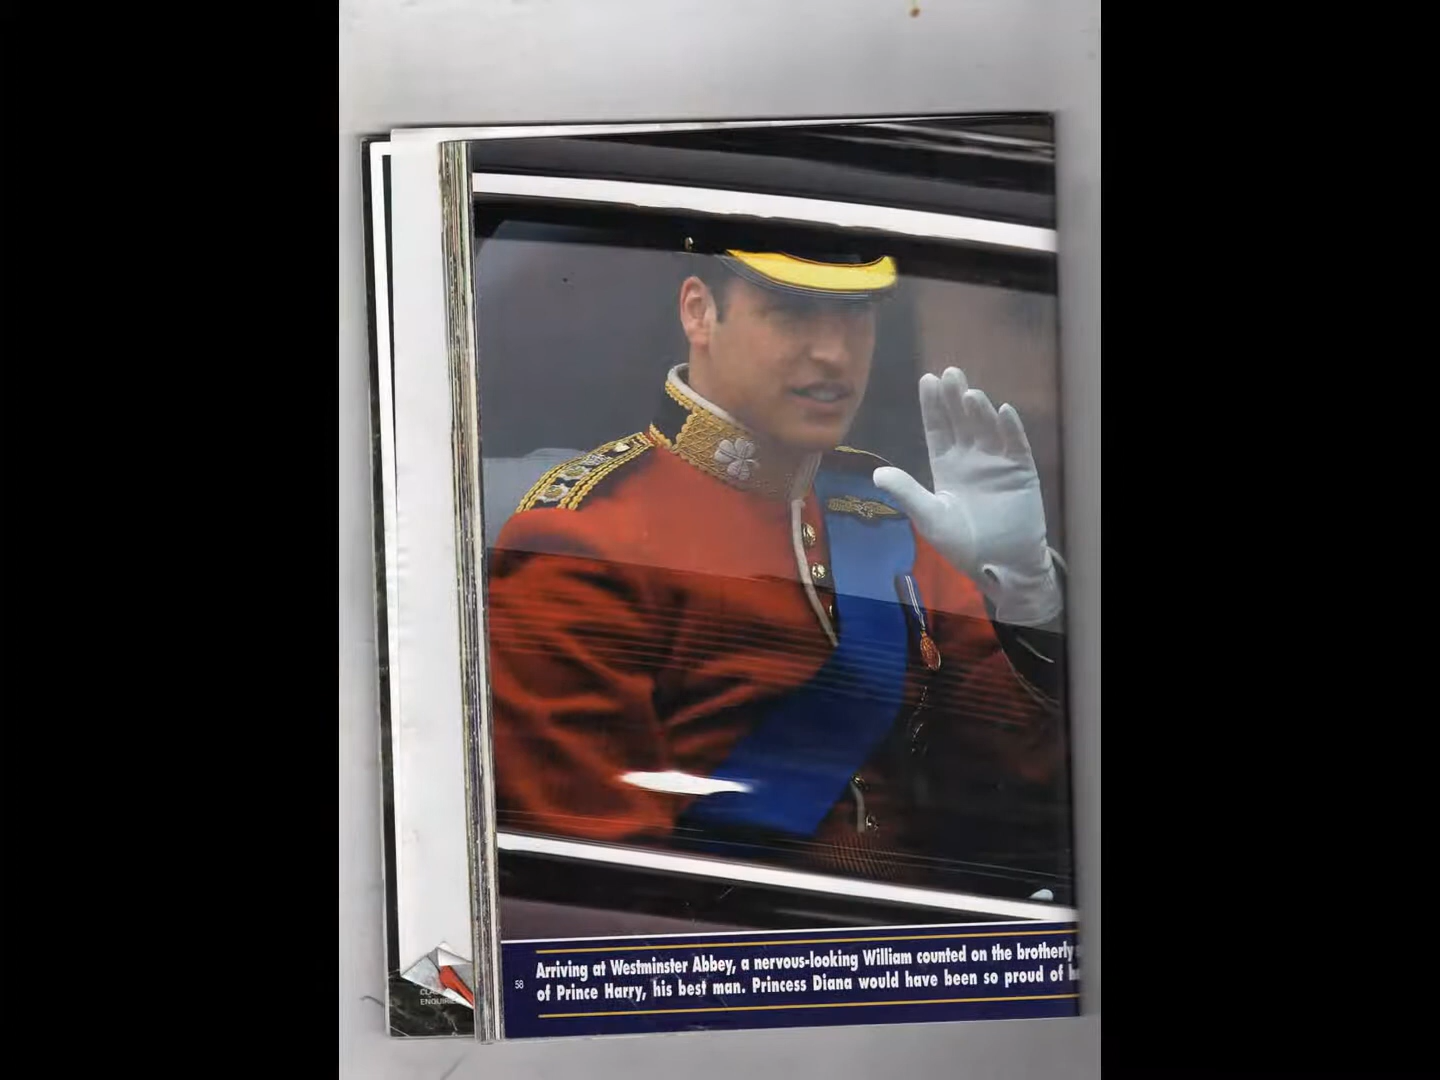 Arriving at Westminster Abbey, a nervous-looking William counted on the brotherly
58
of Prince Harry, his best man. Princess Diana would have been so proud of
ENQUIRIE